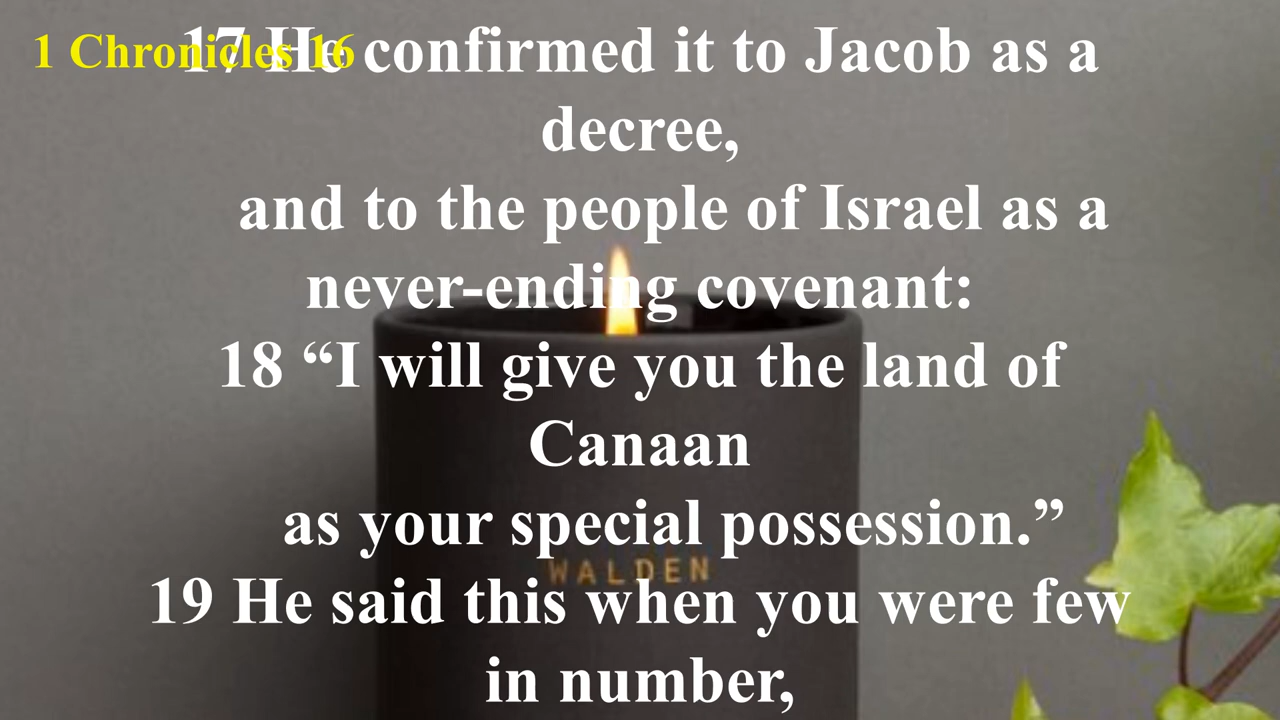 1 Chronicles 16
17 He confirmed it to Jacob as a
decree,
and to the people of Israel as a
never-ending covenant:
18 “I will give you the land of
Canaan
as your special possession.”
WALDEN
19 He said this when you were few
in number,